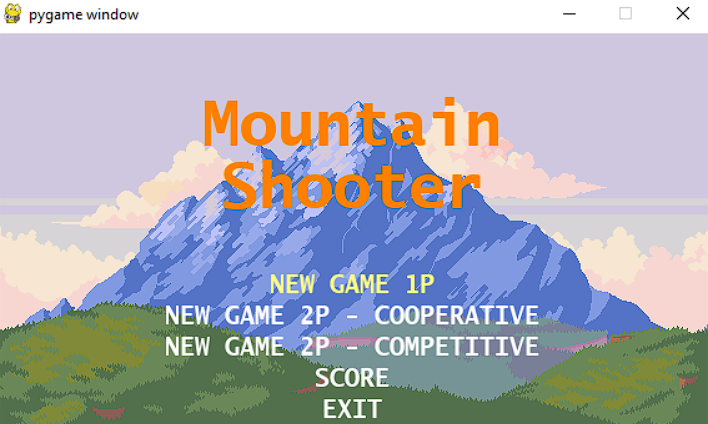 pygame window
Mountain
Shooter
NEW GAME 1P
NEW GAME 2P - COOPERATIVE
NEW GAME 2P - COMPETITIVE
SCORE
EXIT